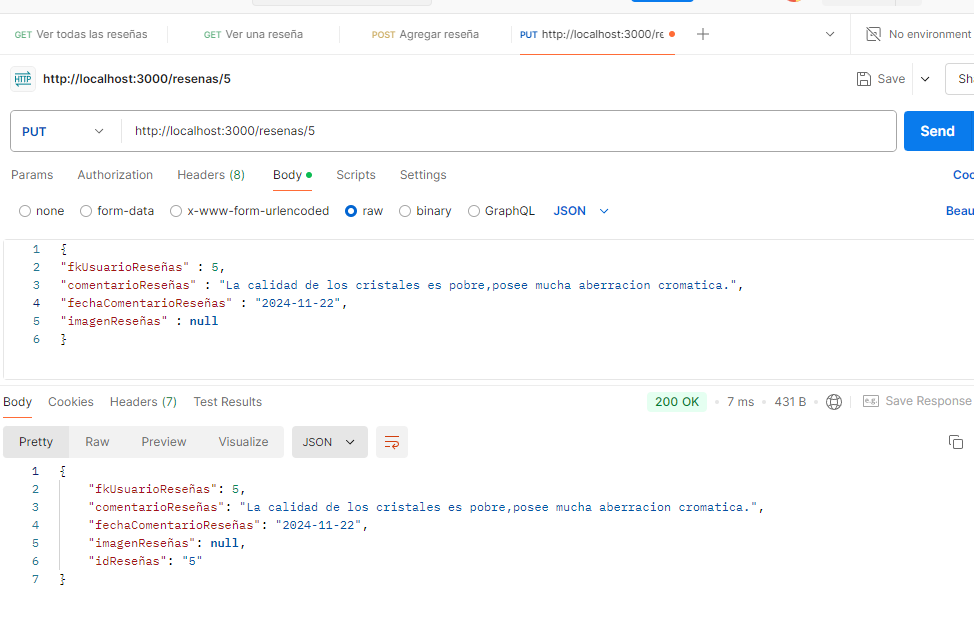 GET Ver todas las reseñas GET Ver una reseña POST Agregar reseña PUT http://localhost:3000/re No environment
HTTP http://localhost:3000/resenas/5 Save Sh
PUT http://localhost:3000/resenas/5 Send
Params Authorization Headers (8) Body Scripts Settings Coo
none form-data x-www-form-urlencoded raw binary GraphQL JSON Beau
1 {
2 "fkUsuarioReseñas" : 5,
3 "comentarioReseñas" : "La calidad de los cristales es pobre,posee mucha aberracion cromatica.",
4 "fechaComentarioReseñas" : "2024-11-22",
5 "imagenReseñas" : null
6 }
Body Cookies Headers (7) Test Results 200 OK • 7 ms • 431 B • e.g. Save Response
Pretty Raw Preview Visualize JSON
1 {
2 "fkUsuarioReseñas": 5,
3 "comentarioReseñas": "La calidad de los cristales es pobre,posee mucha aberracion cromatica.",
4 "fechaComentarioReseñas": "2024-11-22",
5 "imagenReseñas": null,
6 "idReseñas": "5"
7 }